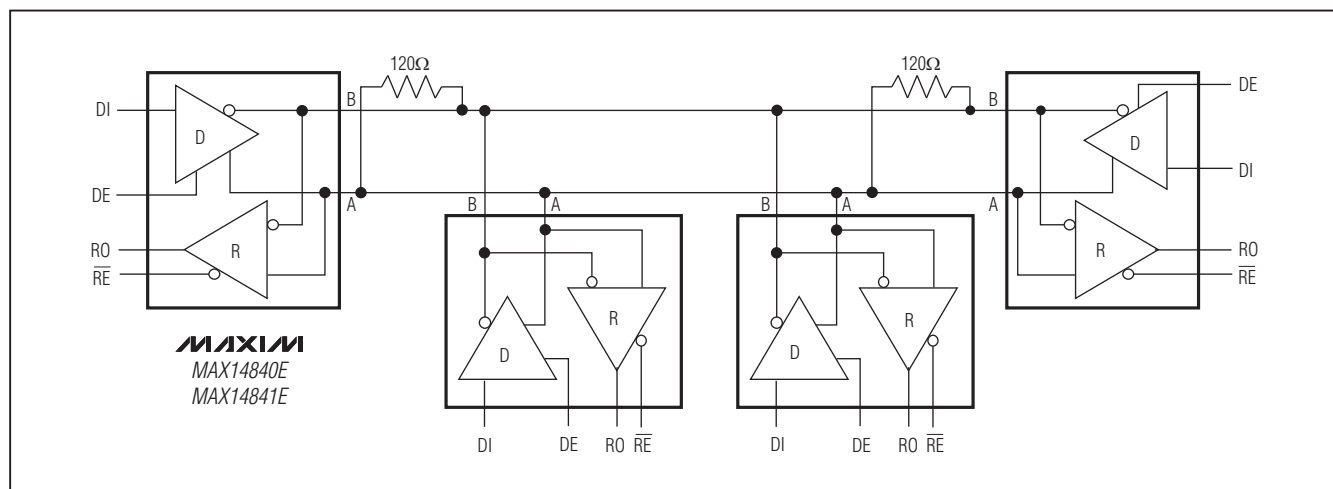 120Ω
120Ω
B
B
DE
DI
D
D
DE
DI
A
B
A
B
A
A
RO
R
R
RO
RE
RE
MAXIM
MAX14840E
MAX14841E
D
R
D
R
DI
DE
RO
RE
DI
DE
RO
RE